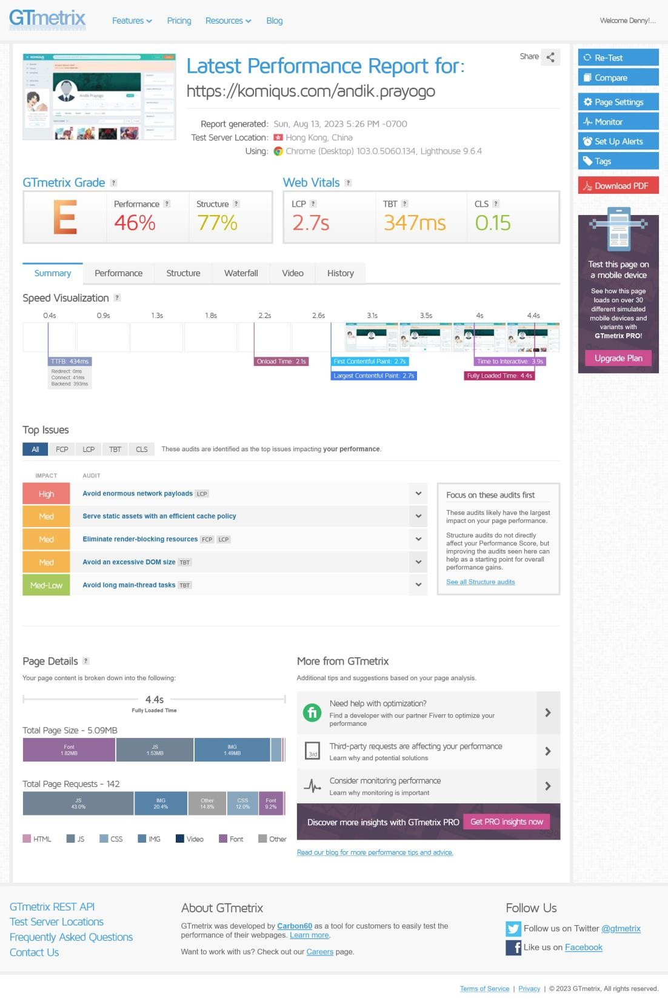 GTmetrix
Features
Pricing
Resources
Blog
Welcome Denny!...
Latest Performance Report for:
Share
https://komiqus.com/andik.prayogo
Andik Prayogo
Report generated: Sun, Aug 13, 2023 5:26 PM -0700
Test Server Location: Hong Kong, China
Using: Chrome (Desktop) 103.0.5060.134, Lighthouse 9.6.4
Re-Test
Compare
Page Settings
Monitor
Set Up Alerts
Tags
Download PDF
Test this page on
a mobile device
See how this page
loads on over 30
different simulated
mobile devices and
variants with
GTmetrix PRO!
Upgrade Plan
GTmetrix Grade ?
E
Performance ?
46%
Structure ?
77%
Web Vitals ?
LCP ?
2.7s
TBT ?
347ms
CLS ?
0.15
Summary
Performance
Structure
Waterfall
Video
History
Speed Visualization ?
0.4s
0.9s
1.3s
1.8s
2.2s
2.6s
3.1s
3.5s
4s
4.4s
TTFB: 434ms
Redirect: 0ms
Connect: 41ms
Backend: 393ms
Onload Time: 2.1s
First Contentful Paint: 2.7s
Largest Contentful Paint: 2.7s
Time to Interactive: 3.9s
Fully Loaded Time: 4.4s
Top Issues
All
FCP
LCP
TBT
CLS
These audits are identified as the top issues impacting your performance.
IMPACT
AUDIT
High
Avoid enormous network payloads LCP
Med
Serve static assets with an efficient cache policy
Med
Eliminate render-blocking resources FCP LCP
Med
Avoid an excessive DOM size TBT
Med-Low
Avoid long main-thread tasks TBT
Focus on these audits first
These audits likely have the largest
impact on your page performance.
Structure audits do not directly
affect your Performance Score, but
improving the audits seen here can
help as a starting point for overall
performance gains.
See all Structure audits
Page Details ?
Your page content is broken down into the following:
4.4s
Fully Loaded Time
Total Page Size - 5.09MB
Font
1.82MB
JS
1.53MB
IMG
1.49MB
Total Page Requests - 142
JS
43.0%
IMG
20.4%
Other
14.8%
CSS
12.0%
Font
9.2%
HTML
JS
CSS
IMG
Video
Font
Other
More from GTmetrix
Additional tips and suggestions based on your page analysis.
fi
Need help with optimization?
Find a developer with our partner Fiverr to optimize your
performance
3rd
Third-party requests are affecting your performance
Learn why and potential solutions
Consider monitoring performance
Learn why monitoring is important
Discover more insights with GTmetrix PRO
Get PRO insights now
Read our blog for more performance tips and advice.
GTmetrix REST API
Test Server Locations
Frequently Asked Questions
Contact Us
About GTmetrix
GTmetrix was developed by Carbon60 as a tool for customers to easily test the
performance of their webpages. Learn more.
Want to work with us? Check out our Careers page.
Follow Us
Follow us on Twitter @gtmetrix
Like us on Facebook
Terms of Service | Privacy | © 2023 GTmetrix, All rights reserved.